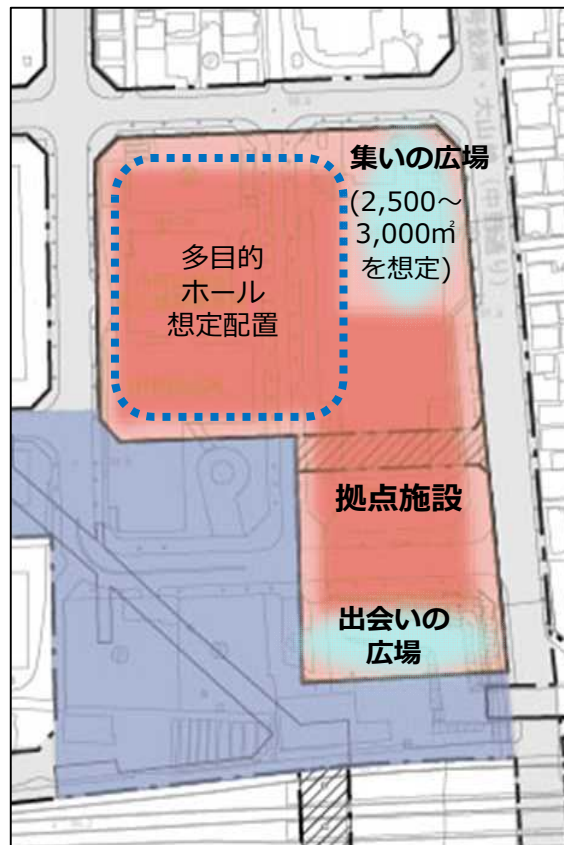 集いの広場
(2,500～
3,000㎡
を想定)
多目的
ホール
想定配置
拠点施設
出会いの
広場